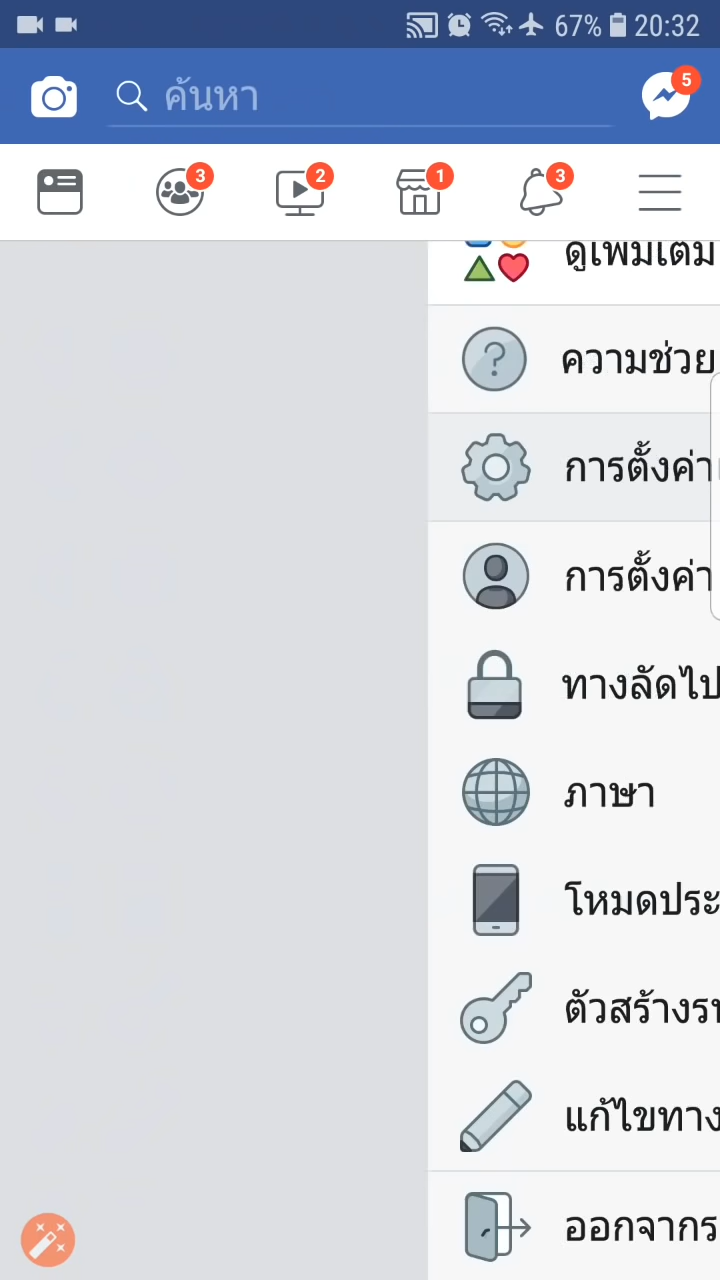 67% 20:32
ค้นหา
5
3
2
1
3
ดูเพิ่มเติม
ความช่วย
การตั้งค่า
การตั้งค่า
ทางลัดไป
ภาษา
โหมดประ
ตัวสร้างร
แก้ไขทาง
ออกจากร